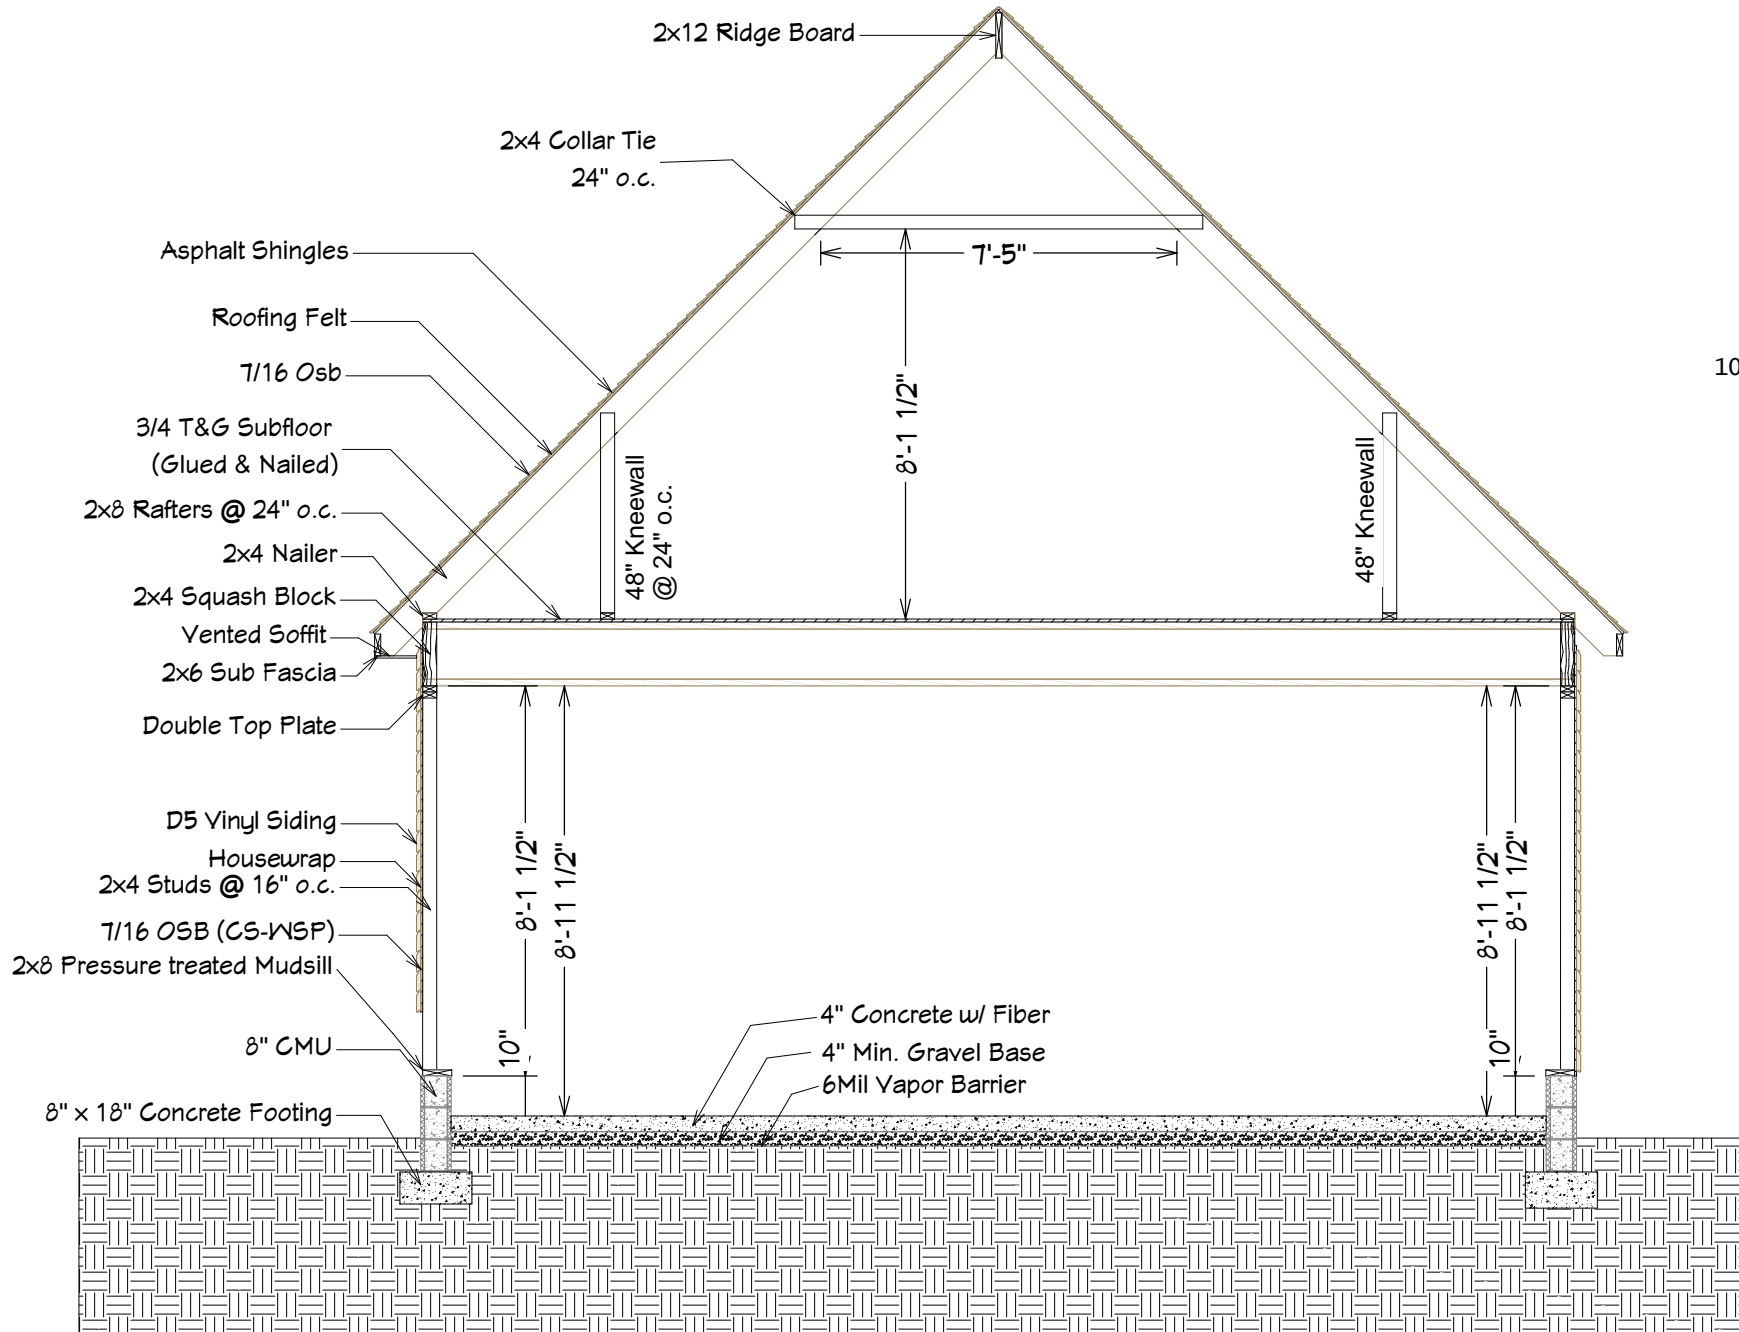 2x12 Ridge Board
2x4 Collar Tie
24" o.c.
Asphalt Shingles
7'-5"
Roofing Felt
7/16 Osb
10
3/4 T&G Subfloor
(Glued & Nailed)
8'-1 1/2"
2x8 Rafters @ 24" o.c.
48" Kneewall
@ 24" o.c.
48" Kneewall
2x4 Nailer
2x4 Squash Block
Vented Soffit
2x6 Sub Fascia
Double Top Plate
D5 Vinyl Siding
Housewrap
2x4 Studs @ 16" o.c.
8'-1 1/2"
8'-11 1/2"
8'-11 1/2"
8'-1 1/2"
7/16 OSB (CS-WSP)
2x8 Pressure treated Mudsill
4" Concrete w/ Fiber
8" CMU
10"
4" Min. Gravel Base
10"
6Mil Vapor Barrier
8" x 18" Concrete Footing